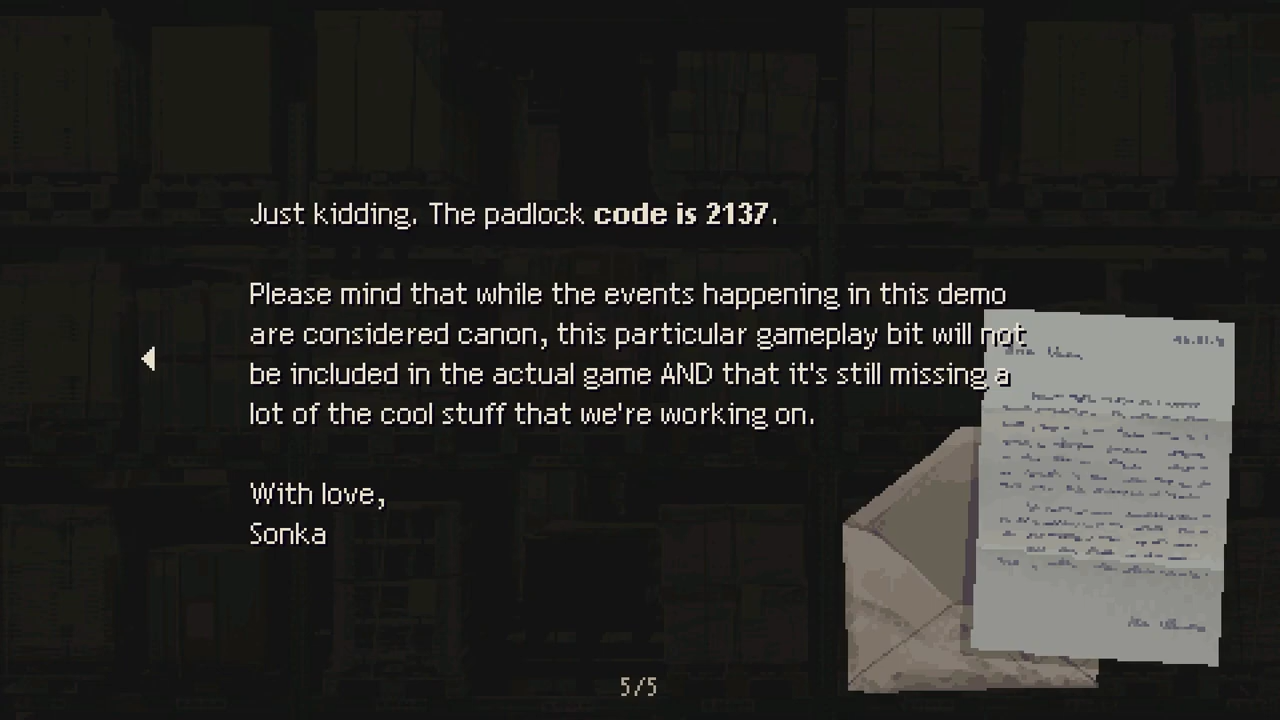 Just kidding. The padlock code is 2137.
Please mind that while the events happening in this demo
are considered canon, this particular gameplay bit will not
be included in the actual game AND that it's still missing a
lot of the cool stuff that we're working on.
With love,
Sonka
5/5